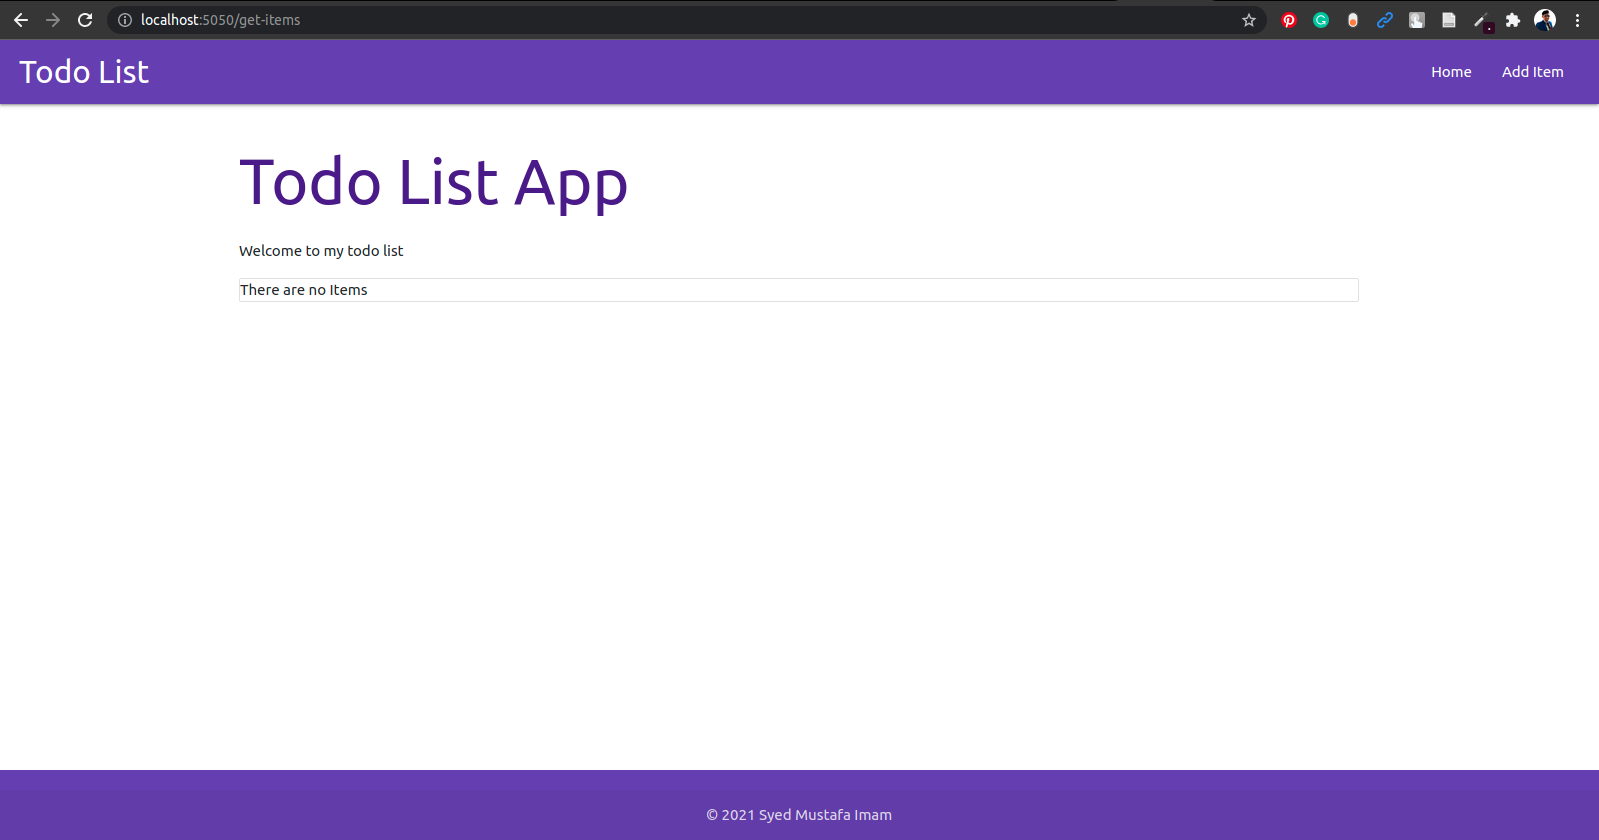 localhost:5050/get-items
Todo List
Home
Add Item
Todo List App
Welcome to my todo list
There are no Items
© 2021 Syed Mustafa Imam